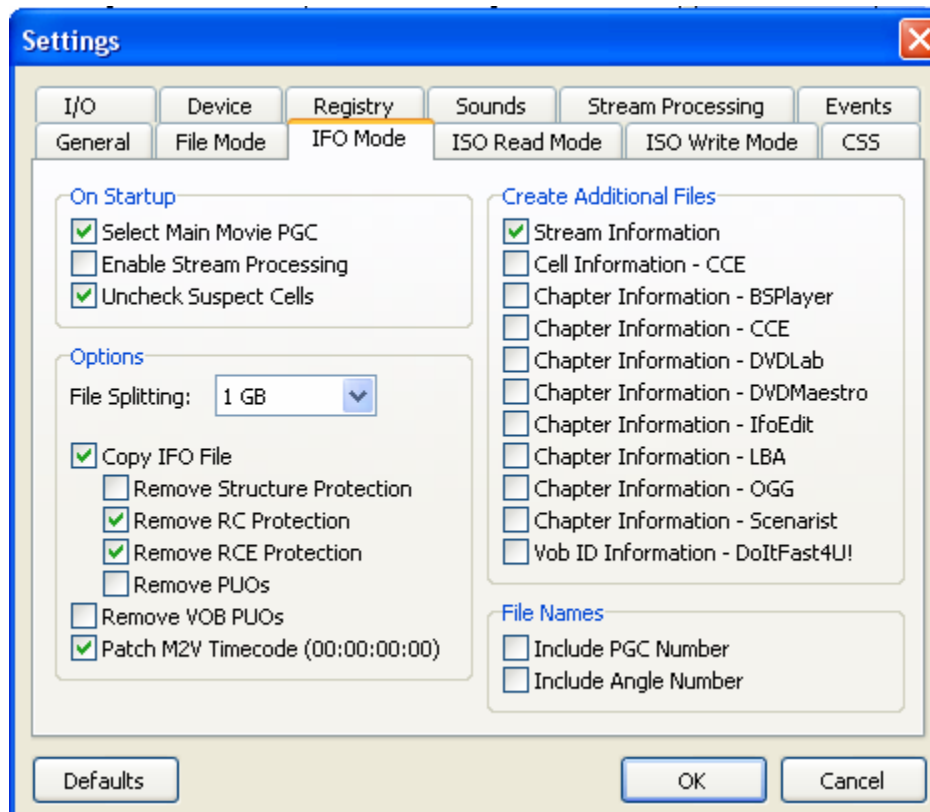 Settings
I/O
Device
Registry
Sounds
Stream Processing
Events
General
File Mode
IFO Mode
ISO Read Mode
ISO Write Mode
CSS
On Startup
Select Main Movie PGC
Enable Stream Processing
Uncheck Suspect Cells
Options
File Splitting: 1 GB
Copy IFO File
Remove Structure Protection
Remove RC Protection
Remove RCE Protection
Remove PUOs
Remove VOB PUOs
Patch M2V Timecode (00:00:00:00)
Create Additional Files
Stream Information
Cell Information - CCE
Chapter Information - BSPlayer
Chapter Information - CCE
Chapter Information - DVDLab
Chapter Information - DVDMaestro
Chapter Information - IfoEdit
Chapter Information - LBA
Chapter Information - OGG
Chapter Information - Scenarist
Vob ID Information - DoItFast4U!
File Names
Include PGC Number
Include Angle Number
Defaults
OK
Cancel